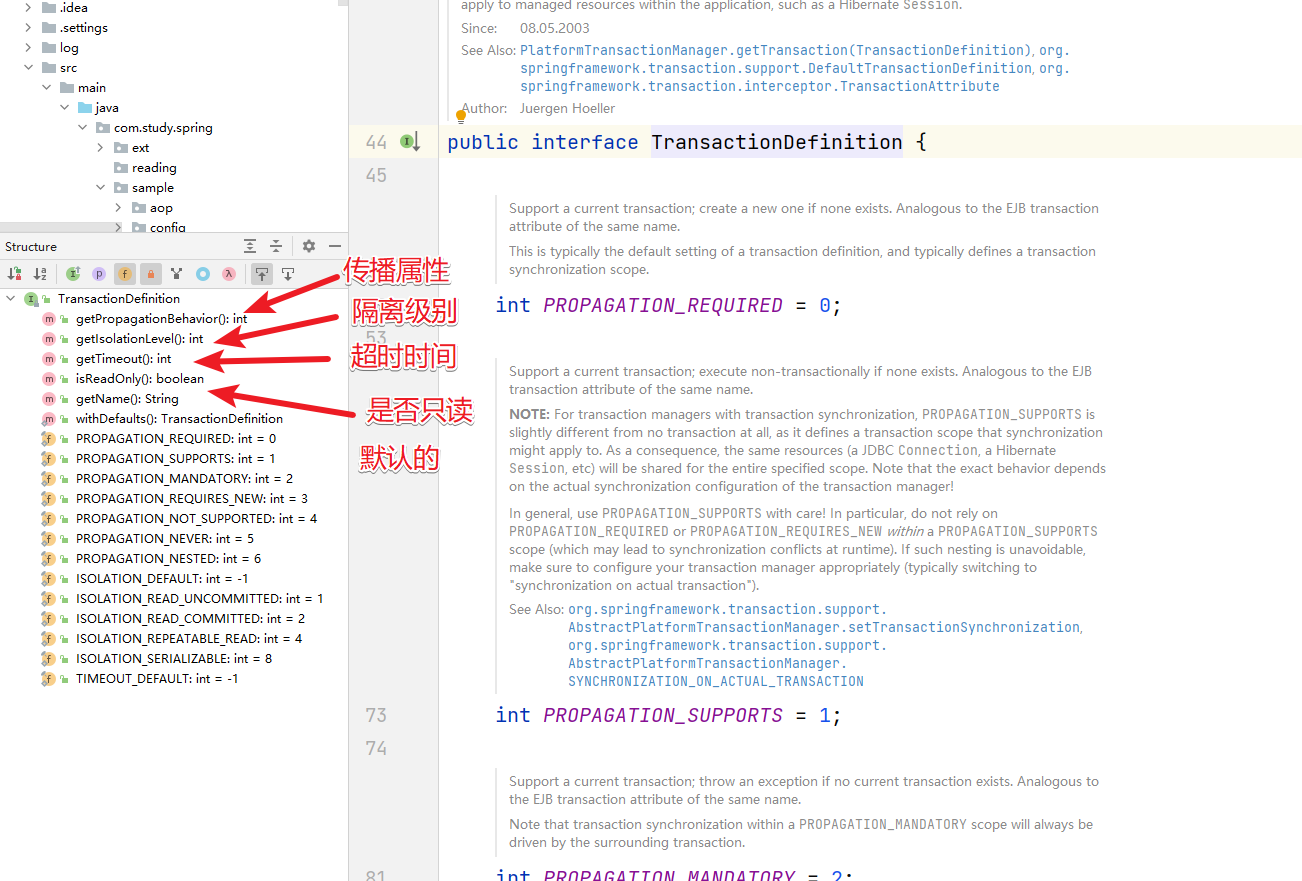 .idea
.settings
log
src
main
java
com.study.spring
ext
reading
sample
aop
config
Structure
TransactionDefinition
getPropagationBehavior(): int
getIsolationLevel(): int
getTimeout(): int
isReadOnly(): boolean
getName(): String
withDefaults(): TransactionDefinition
PROPAGATION_REQUIRED: int = 0
PROPAGATION_SUPPORTS: int = 1
PROPAGATION_MANDATORY: int = 2
PROPAGATION_REQUIRES_NEW: int = 3
PROPAGATION_NOT_SUPPORTED: int = 4
PROPAGATION_NEVER: int = 5
PROPAGATION_NESTED: int = 6
ISOLATION_DEFAULT: int = -1
ISOLATION_READ_UNCOMMITTED: int = 1
ISOLATION_READ_COMMITTED: int = 2
ISOLATION_REPEATABLE_READ: int = 4
ISOLATION_SERIALIZABLE: int = 8
TIMEOUT_DEFAULT: int = -1
传播属性
隔离级别
超时时间
是否只读
默认的
apply to managed resources within the application, such as a Hibernate Session.
Since: 08.05.2003
See Also: PlatformTransactionManager.getTransaction(TransactionDefinition), org.
springframework.transaction.support.DefaultTransactionDefinition, org.
springframework.transaction.interceptor.TransactionAttribute
Author: Juergen Hoeller
44 public interface TransactionDefinition {
45
Support a current transaction; create a new one if none exists. Analogous to the EJB transaction
attribute of the same name.
This is typically the default setting of a transaction definition, and typically defines a transaction
synchronization scope.
int PROPAGATION_REQUIRED = 0;
53
Support a current transaction; execute non-transactionally if none exists. Analogous to the EJB
transaction attribute of the same name.
NOTE: For transaction managers with transaction synchronization, PROPAGATION_SUPPORTS is
slightly different from no transaction at all, as it defines a transaction scope that synchronization
might apply to. As a consequence, the same resources (a JDBC Connection, a Hibernate
Session, etc) will be shared for the entire specified scope. Note that the exact behavior depends
on the actual synchronization configuration of the transaction manager!
In general, use PROPAGATION_SUPPORTS with care! In particular, do not rely on
PROPAGATION_REQUIRED or PROPAGATION_REQUIRES_NEW within a PROPAGATION_SUPPORTS
scope (which may lead to synchronization conflicts at runtime). If such nesting is unavoidable,
make sure to configure your transaction manager appropriately (typically switching to
"synchronization on actual transaction").
See Also: org.springframework.transaction.support.
AbstractPlatformTransactionManager.setTransactionSynchronization,
org.springframework.transaction.support.
AbstractPlatformTransactionManager.
SYNCHRONIZATION_ON_ACTUAL_TRANSACTION
73 int PROPAGATION_SUPPORTS = 1;
74
Support a current transaction; throw an exception if no current transaction exists. Analogous to
the EJB transaction attribute of the same name.
Note that transaction synchronization within a PROPAGATION_MANDATORY scope will always be
driven by the surrounding transaction.
81 int PROPAGATION_MANDATORY = 2;